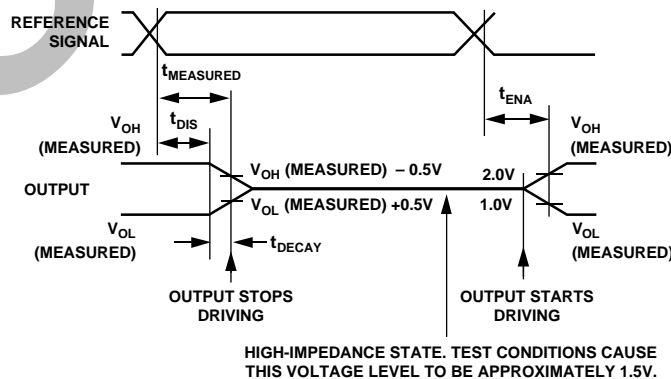 REFERENCE
SIGNAL
tMEASURED
tENA
tDIS
VOH
(MEASURED)
VOH
(MEASURED)
VOH (MEASURED) – 0.5V
2.0V
OUTPUT
VOL (MEASURED) +0.5V
1.0V
VOL
(MEASURED)
VOL
(MEASURED)
tDECAY
OUTPUT STOPS
DRIVING
OUTPUT STARTS
DRIVING
HIGH-IMPEDANCE STATE. TEST CONDITIONS CAUSE
THIS VOLTAGE LEVEL TO BE APPROXIMATELY 1.5V.